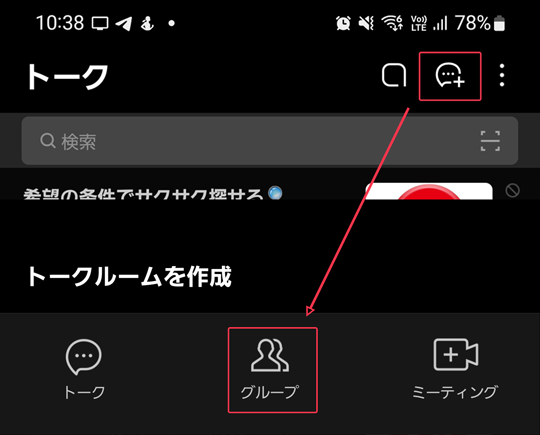 10:38
Vo)) LTE 78%
トーク
検索
希望の条件でサクサク探せる
トークルームを作成
トーク
グループ
ミーティング